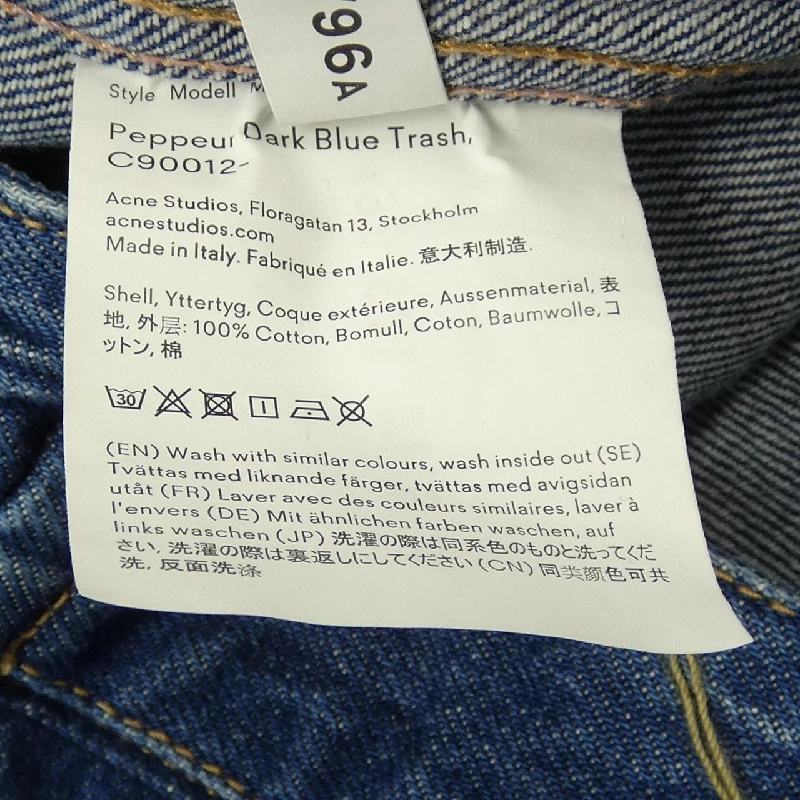 796A
Style Modell
Peppeur Dark Blue Trash,
C90012-
Acne Studios, Floragatan 13, Stockholm
acnestudios.com
Made in Italy. Fabriqué en Italie. 意大利制造.
Shell, Yttertyg, Coque extérieure, Aussenmaterial, 表
地, 外层: 100% Cotton, Bomull, Coton, Baumwolle, コ
ットン, 棉
30
(EN) Wash with similar colours, wash inside out (SE)
Tvättas med liknande färger, tvättas med avigsidan
utåt (FR) Laver avec des couleurs similaires, laver à
l'envers (DE) Mit ähnlichen farben waschen, auf
links waschen (JP) 洗濯の際は同系色のものと洗ってくだ
さい, 洗濯の際は裏返しにしてください (CN) 同类颜色可共
洗, 反面洗涤